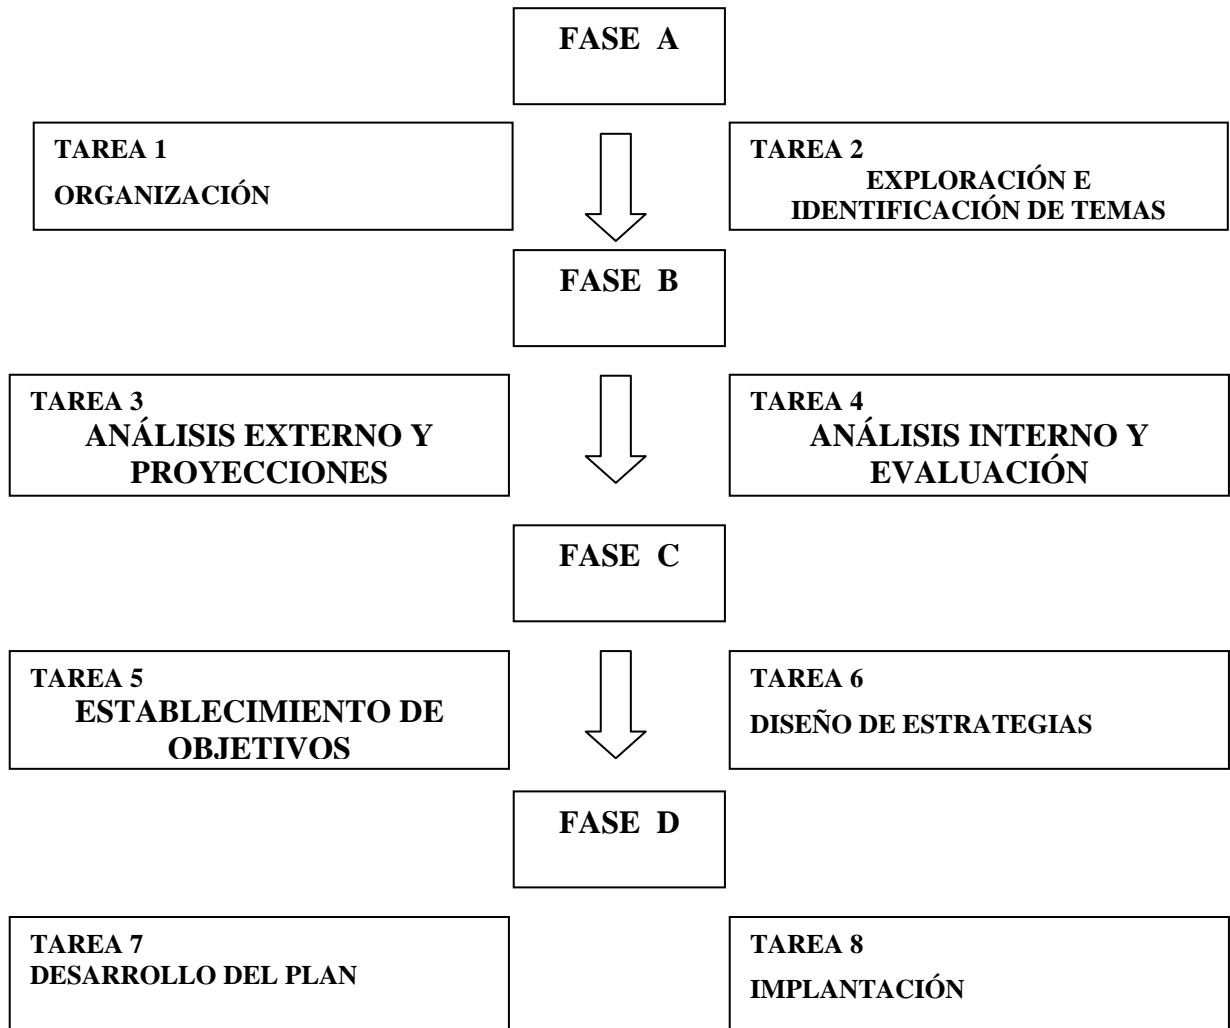 FASE A
TAREA 1
ORGANIZACIÓN
TAREA 2
EXPLORACIÓN E
IDENTIFICACIÓN DE TEMAS
FASE B
TAREA 3
ANÁLISIS EXTERNO Y
PROYECCIONES
TAREA 4
ANÁLISIS INTERNO Y
EVALUACIÓN
FASE C
TAREA 5
ESTABLECIMIENTO DE
OBJETIVOS
TAREA 6
DISEÑO DE ESTRATEGIAS
FASE D
TAREA 7
DESARROLLO DEL PLAN
TAREA 8
IMPLANTACIÓN